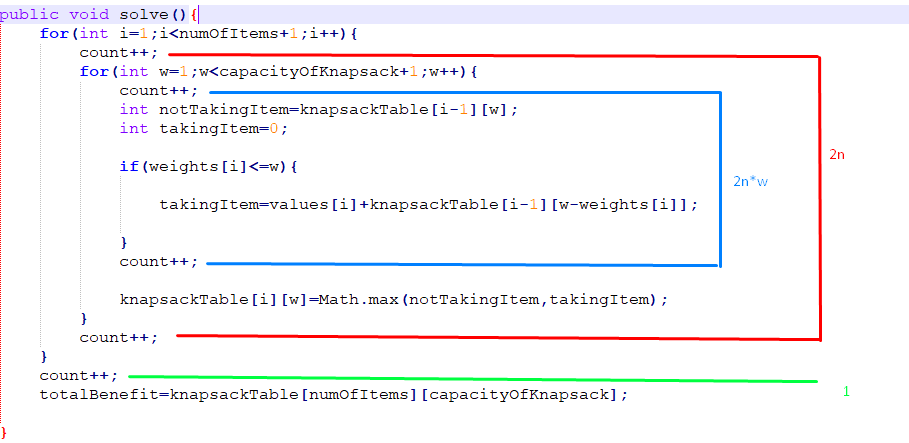 public void solve(){
for(int i=1;i<numOfItems+1;i++){
count++;
for(int w=1;w<capacityOfKnapsack+1;w++){
count++;
int notTakingItem=knapsackTable[i-1][w];
int takingItem=0;
2n
if(weights[i]<=w){
2n*w
takingItem=values[i]+knapsackTable[i-1][w-weights[i]];
}
count++;
knapsackTable[i][w]=Math.max(notTakingItem,takingItem);
}
count++;
}
count++;
1
totalBenefit=knapsackTable[numOfItems][capacityOfKnapsack];
}